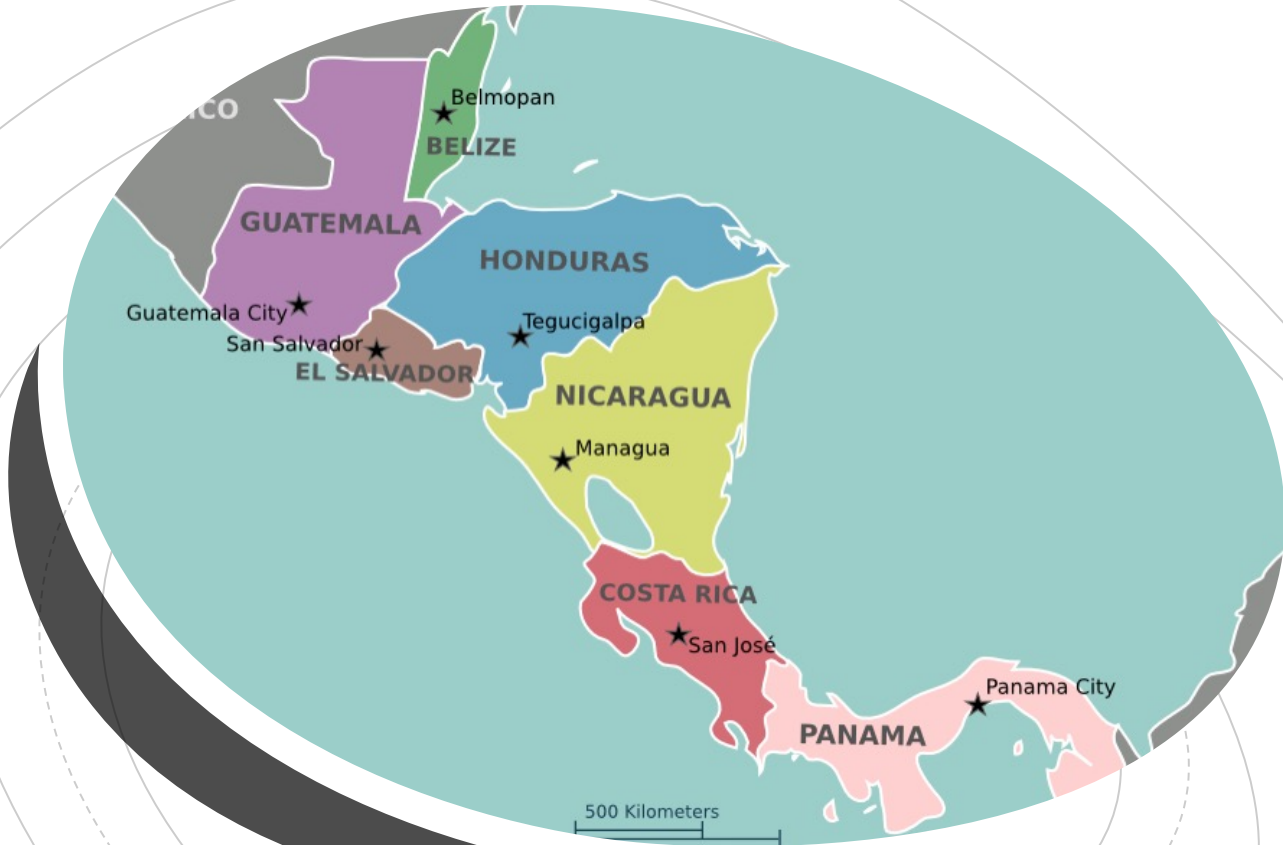 Belmopan
ICO
BELIZE
GUATEMALA
HONDURAS
Guatemala City
Tegucigalpa
San Salvador
EL SALVADOR
NICARAGUA
Managua
COSTA RICA
San José
Panama City
PANAMA
500 Kilometers